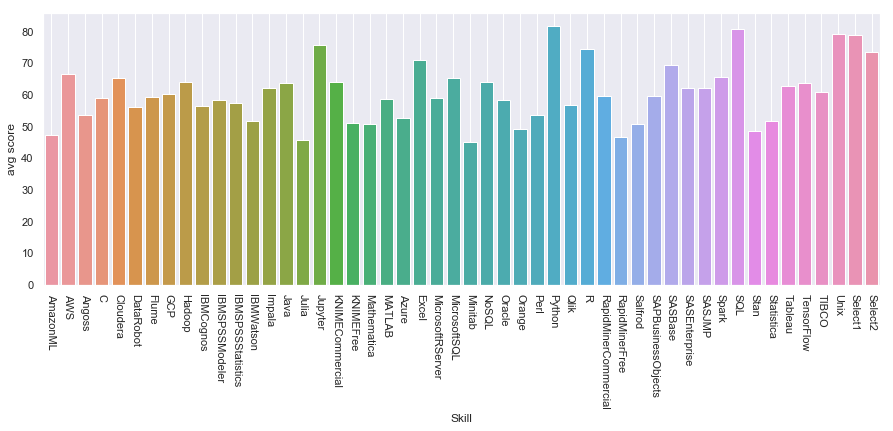 80
70
60
50
40
30
20
10
0
avg score
AmazonML
AWS
Angoss
C
Cloudera
DataRobot
Flume
GCP
Hadoop
IBMCognos
IBMSPSSModeler
IBMSPSSStatistics
IBMWatson
Impala
Java
Julia
Jupyter
KNIMECommercial
KNIMEFree
Mathematica
MATLAB
Azure
Excel
MicrosoftRServer
MicrosoftSQL
Minitab
NoSQL
Oracle
Orange
Perl
Python
Qlik
R
RapidMinerCommercial
RapidMinerFree
Salfrod
SAPBusinessObjects
SASBase
SASEnterprise
SASJMP
Spark
SQL
Stan
Statistica
Tableau
TensorFlow
TIBCO
Unix
Select1
Select2
Skill